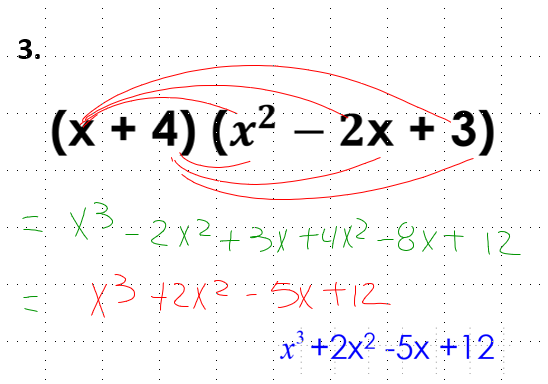 3.
(x + 4) (x² − 2x + 3)
= x³ - 2x² + 3x + 4x² - 8x + 12
= x³ + 2x² - 5x + 12
x³ +2x² -5x +12